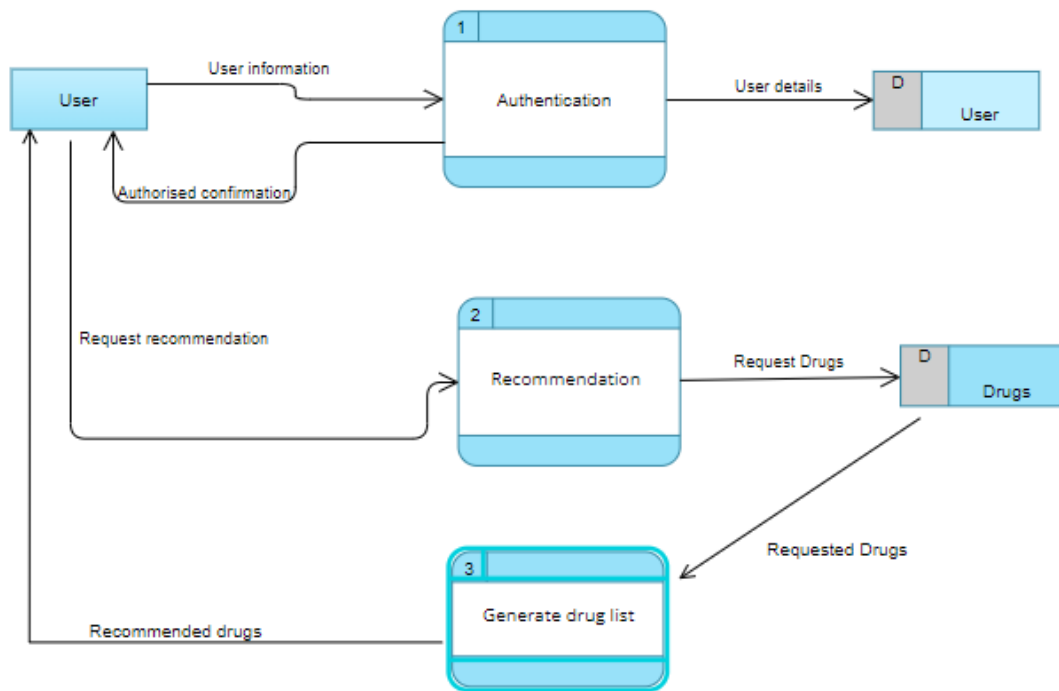 1
User information
User
Authentication
User details
D
User
Authorised confirmation
2
Request recommendation
Recommendation
Request Drugs
D
Drugs
Requested Drugs
3
Generate drug list
Recommended drugs